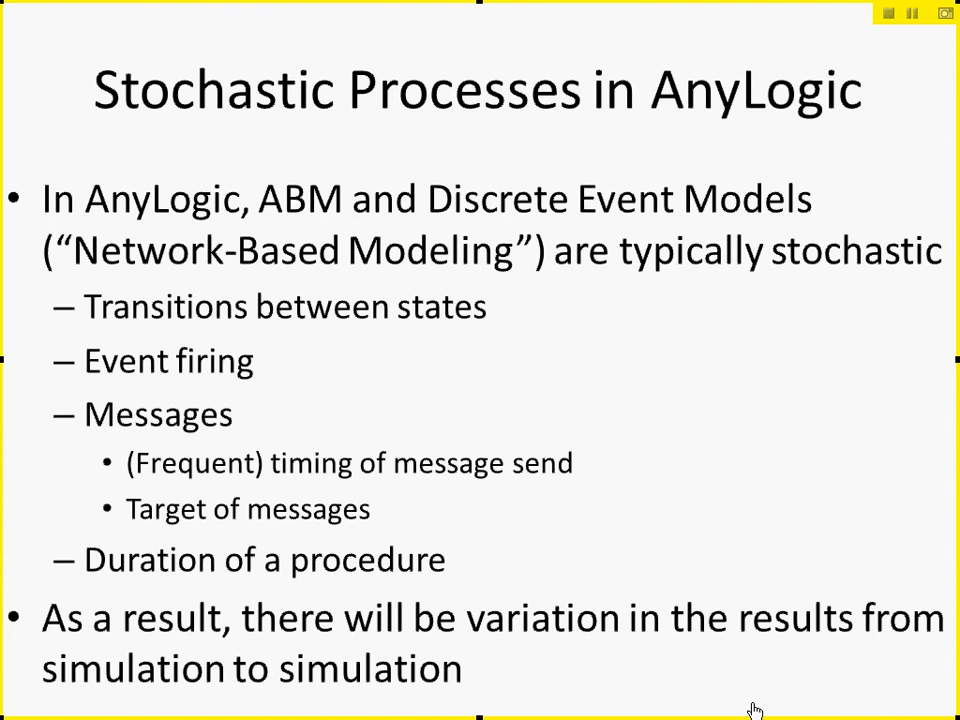 Stochastic Processes in AnyLogic
• In AnyLogic, ABM and Discrete Event Models
(“Network-Based Modeling”) are typically stochastic
– Transitions between states
– Event firing
– Messages
• (Frequent) timing of message send
• Target of messages
– Duration of a procedure
• As a result, there will be variation in the results from
simulation to simulation